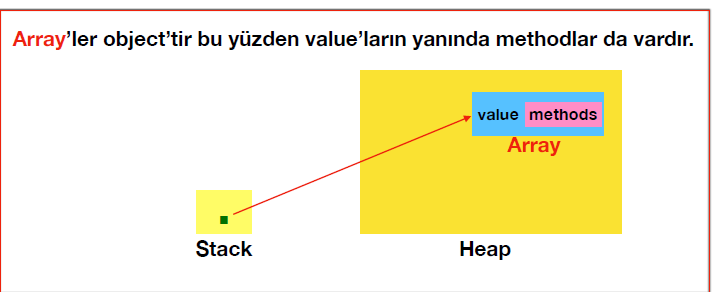 Array’ler object’tir bu yüzden value’ların yanında methodlar da vardır.
value methods
Array
Stack
Heap